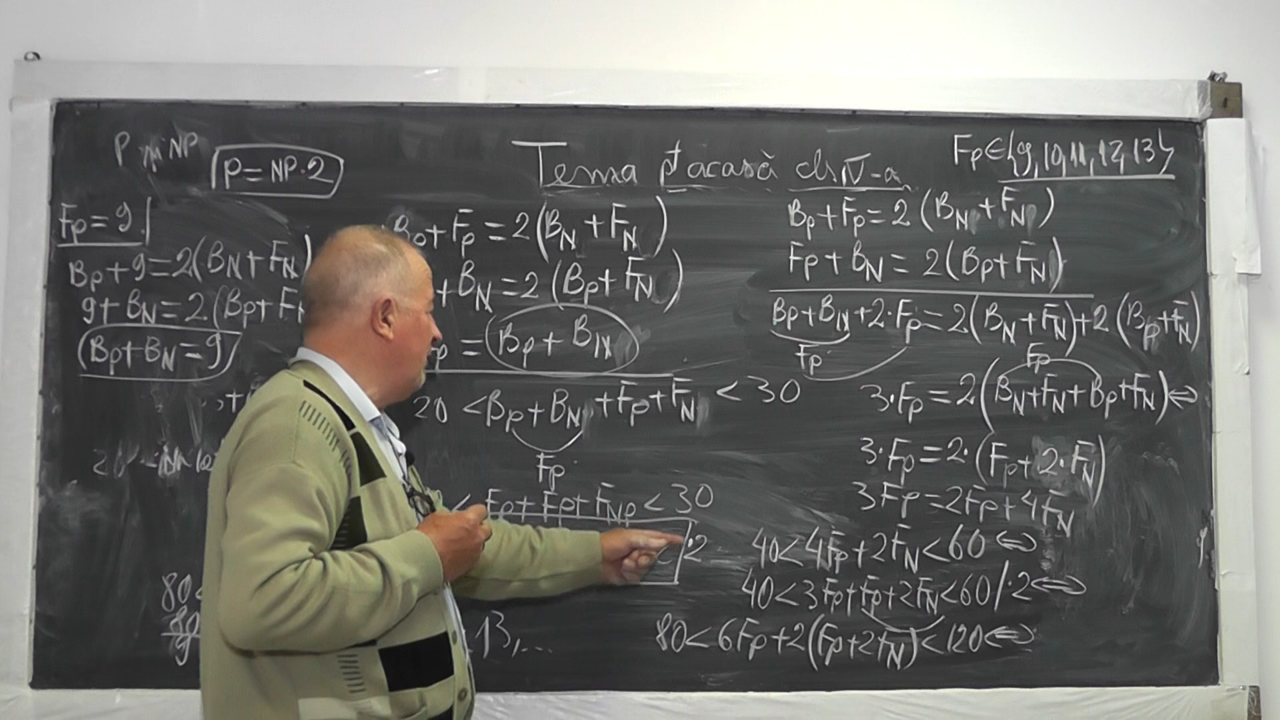 P și NP
P = NP·2
Tema ptacasă cls IV-a
Fp∈{9,10,11,12,13}
Fp=9
Bp+9=2(BN+FN)
9+BN=2(Bp+F
Bp+BN=9
Bp+Fp=2(BN+FN)
+BN=2(Bp+FN)
p=(Bp+BN)
20<Bp+BN+Fp+FN<30
Fp
<Fp+Fp+FNp<30
·2
80<
13,...
Bp+Fp=2(BN+FN)
Fp+BN=2(Bp+FN)
Bp+BN+2·Fp=2(BN+FN)+2(Bp+FN)
Fp
Fp
3·Fp=2(BN+FN+Bp+FN)⇔
3·Fp=2·(Fp+2·FN)
3Fp=2Fp+4FN
40<4Fp+2FN<60⇔
40<3Fp+Fp+2FN<60/·2⇔
80<6Fp+2(Fp+2FN)<120⇔